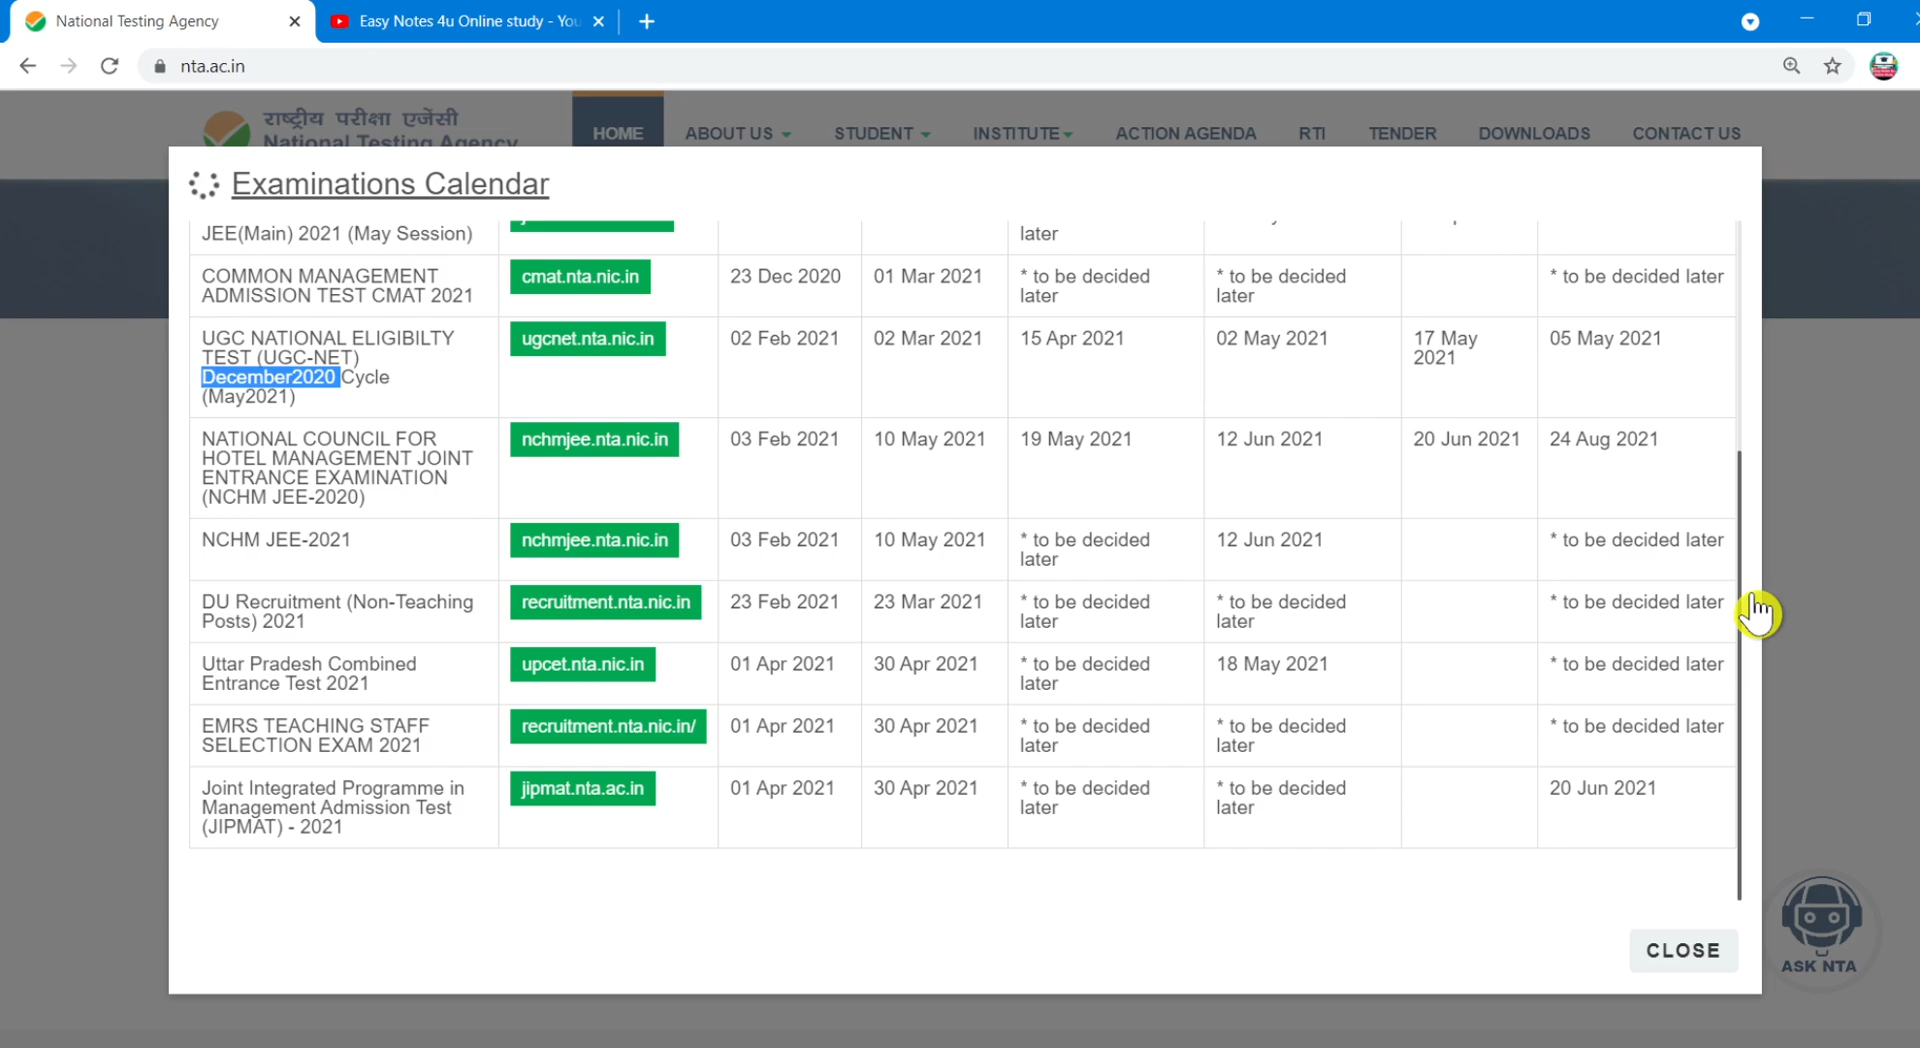 National Testing Agency
Easy Notes 4u Online study - You
nta.ac.in
राष्ट्रीय परीक्षा एजेंसी
National Testing Agency
HOME
ABOUT US
STUDENT
INSTITUTE
ACTION AGENDA
RTI
TENDER
DOWNLOADS
CONTACT US
Examinations Calendar
JEE(Main) 2021 (May Session)
later
COMMON MANAGEMENT
ADMISSION TEST CMAT 2021
cmat.nta.nic.in
23 Dec 2020
01 Mar 2021
* to be decided
later
* to be decided
later
* to be decided later
UGC NATIONAL ELIGIBILTY
TEST (UGC-NET)
December2020 Cycle
(May2021)
ugcnet.nta.nic.in
02 Feb 2021
02 Mar 2021
15 Apr 2021
02 May 2021
17 May
2021
05 May 2021
NATIONAL COUNCIL FOR
HOTEL MANAGEMENT JOINT
ENTRANCE EXAMINATION
(NCHM JEE-2020)
nchmjee.nta.nic.in
03 Feb 2021
10 May 2021
19 May 2021
12 Jun 2021
20 Jun 2021
24 Aug 2021
NCHM JEE-2021
nchmjee.nta.nic.in
03 Feb 2021
10 May 2021
* to be decided
later
12 Jun 2021
* to be decided later
DU Recruitment (Non-Teaching
Posts) 2021
recruitment.nta.nic.in
23 Feb 2021
23 Mar 2021
* to be decided
later
* to be decided
later
* to be decided later
Uttar Pradesh Combined
Entrance Test 2021
upcet.nta.nic.in
01 Apr 2021
30 Apr 2021
* to be decided
later
18 May 2021
* to be decided later
EMRS TEACHING STAFF
SELECTION EXAM 2021
recruitment.nta.nic.in/
01 Apr 2021
30 Apr 2021
* to be decided
later
* to be decided
later
* to be decided later
Joint Integrated Programme in
Management Admission Test
(JIPMAT) - 2021
jipmat.nta.ac.in
01 Apr 2021
30 Apr 2021
* to be decided
later
* to be decided
later
20 Jun 2021
CLOSE
ASK NTA